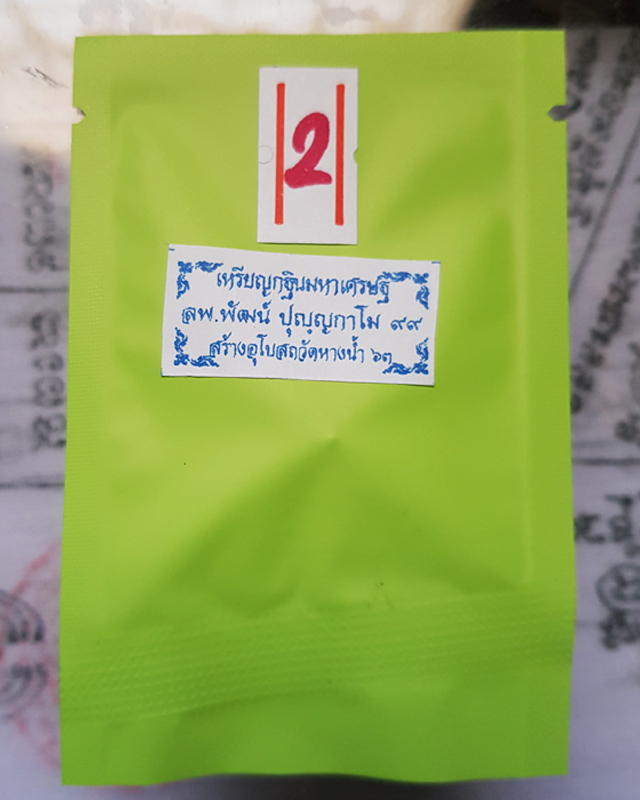 2
เหรียญกฐินมหาเศรษฐี
ลพ.พัฒน์ ปุญฺญกาโม ๙๙
สร้างอุโบสถวัดหางน้ำ ๖๓